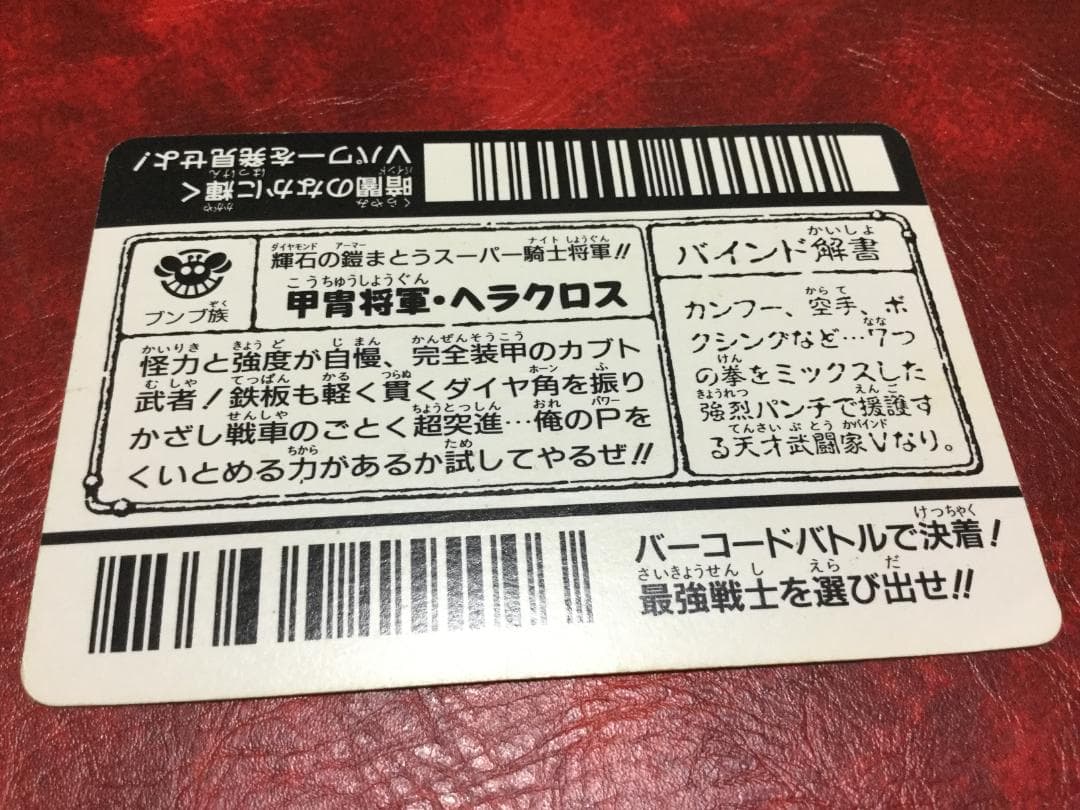 暗闇のなかに輝く
Vパワーを発見せよ!
ブンブ族
輝石の鎧まとうスーパー騎士将軍!!
甲冑将軍・ヘラクロス
怪力と強度が自慢、完全装甲のカブト
武者!鉄板も軽く貫くダイヤ角を振り
かざし戦車のごとく超突進…俺のPを
くいとめる力があるか試してやるぜ!!
バインド解書
カンフー、空手、ボ
クシングなど…7つ
の拳をミックスした
強烈パンチで援護す
る天才武闘家Vなり。
バーコードバトルで決着!
最強戦士を選び出せ!!